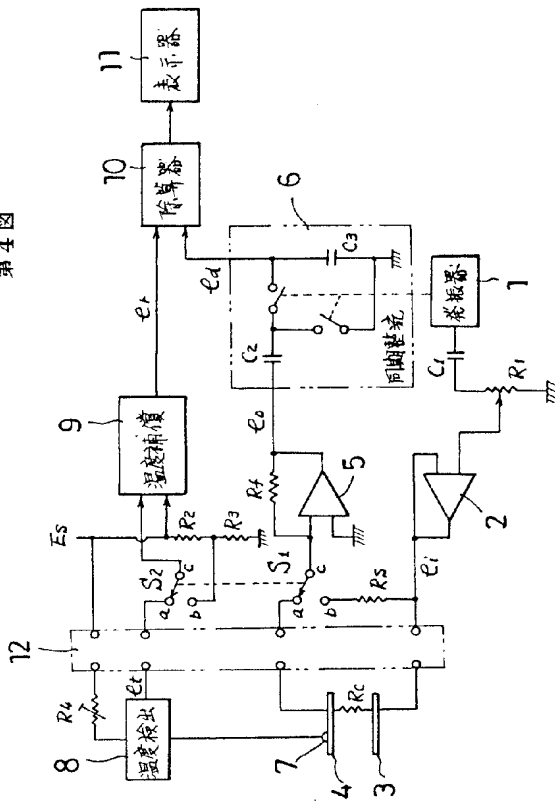 第4図
11
表示器
10
除算器
6
er
ed
C3
同期整流
C2
1
発振器
C1
R1
9
温度補償
eo
Rf
5
2
Es
R2
R3
S2
a
b
c
S1
a
b
c
RS
ei
12
R4
et
8
温度検出
7
4
RC
3